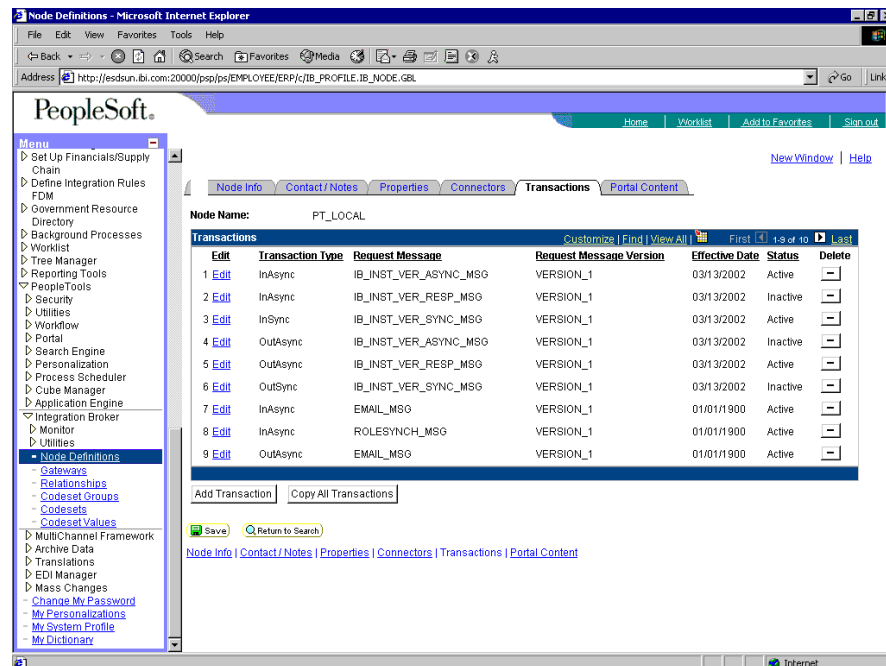 Node Definitions - Microsoft Internet Explorer
File Edit View Favorites Tools Help
Back Search Favorites Media
Address http://esdsun.ibi.com:20000/psp/ps/EMPLOYEE/ERP/c/IB_PROFILE.IB_NODE.GBL Go Link
PeopleSoft.
Home Worklist Add to Favorites Sign out
Menu
Set Up Financials/Supply
Chain
Define Integration Rules
FDM
Government Resource
Directory
Background Processes
Worklist
Tree Manager
Reporting Tools
PeopleTools
Security
Utilities
Workflow
Portal
Search Engine
Personalization
Process Scheduler
Cube Manager
Application Engine
Integration Broker
Monitor
Utilities
Node Definitions
Gateways
Relationships
Codeset Groups
Codesets
Codeset Values
MultiChannel Framework
Archive Data
Translations
EDI Manager
Mass Changes
Change My Password
My Personalizations
My System Profile
My Dictionary
New Window | Help
Node Info Contact / Notes Properties Connectors Transactions Portal Content
Node Name: PT_LOCAL
Transactions Customize | Find | View All | First 1-9 of 10 Last
Edit Transaction Type Request Message Request Message Version Effective Date Status Delete
1 Edit InAsync IB_INST_VER_ASYNC_MSG VERSION_1 03/13/2002 Active
2 Edit InAsync IB_INST_VER_RESP_MSG VERSION_1 03/13/2002 Inactive
3 Edit InSync IB_INST_VER_SYNC_MSG VERSION_1 03/13/2002 Active
4 Edit OutAsync IB_INST_VER_ASYNC_MSG VERSION_1 03/13/2002 Inactive
5 Edit OutAsync IB_INST_VER_RESP_MSG VERSION_1 03/13/2002 Active
6 Edit OutSync IB_INST_VER_SYNC_MSG VERSION_1 03/13/2002 Inactive
7 Edit InAsync EMAIL_MSG VERSION_1 01/01/1900 Active
8 Edit InAsync ROLESYNCH_MSG VERSION_1 01/01/1900 Active
9 Edit OutAsync EMAIL_MSG VERSION_1 01/01/1900 Active
Add Transaction Copy All Transactions
Save Return to Search
Node Info | Contact / Notes | Properties | Connectors | Transactions | Portal Content
Internet